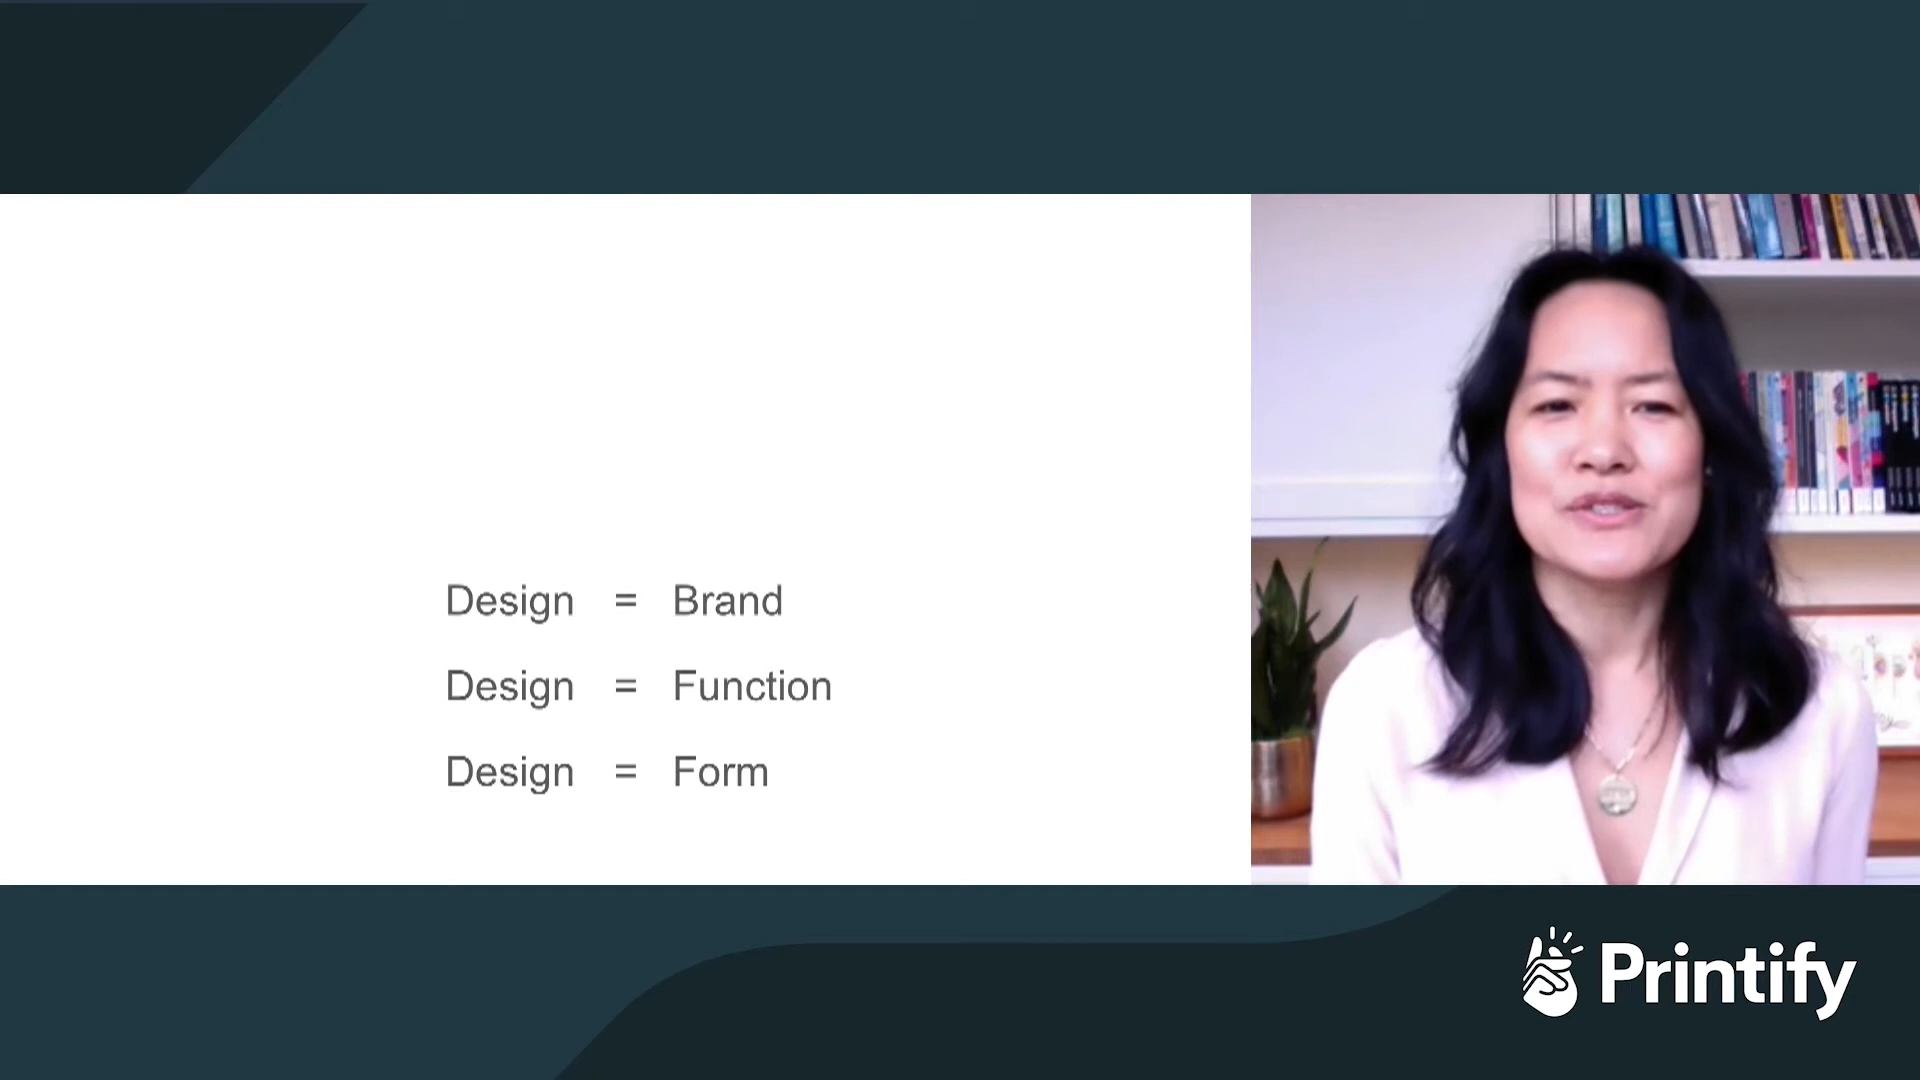 Design = Brand
Design = Function
Design = Form
Printify